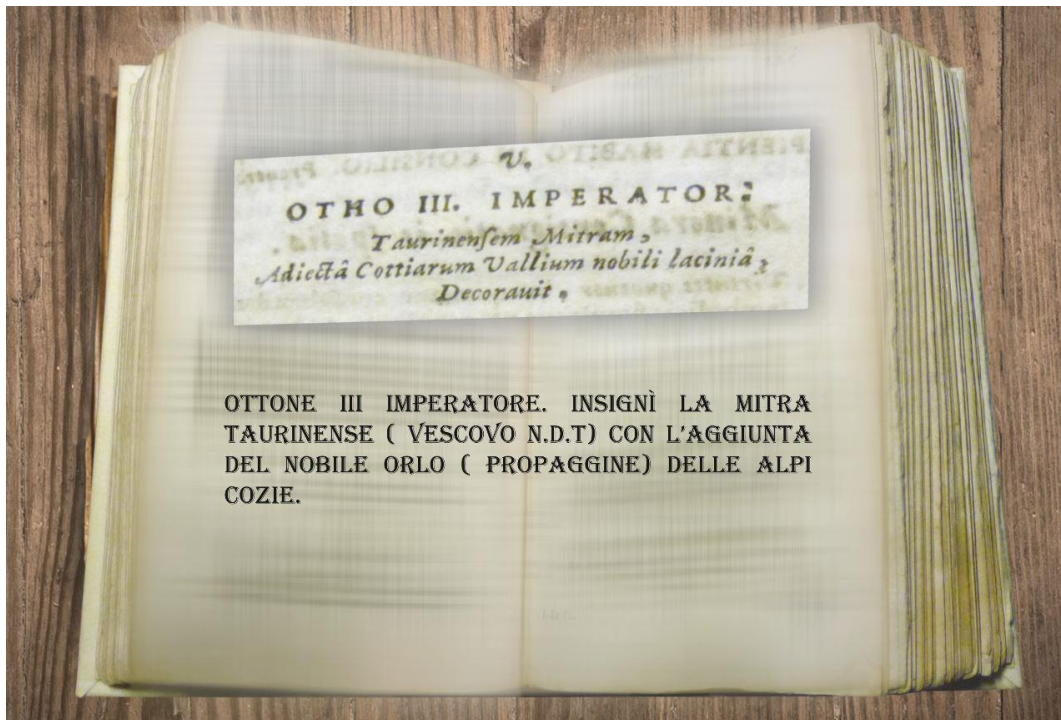 V.
OTHO III. IMPERATOR:
Taurinenſem Mitram,
Adiectâ Cottiarum Vallium nobili laciniâ,
Decorauit.
OTTONE III IMPERATORE. INSIGNÌ LA MITRA
TAURINENSE ( VESCOVO N.D.T) CON L'AGGIUNTA
DEL NOBILE ORLO ( PROPAGGINE) DELLE ALPI
COZIE.